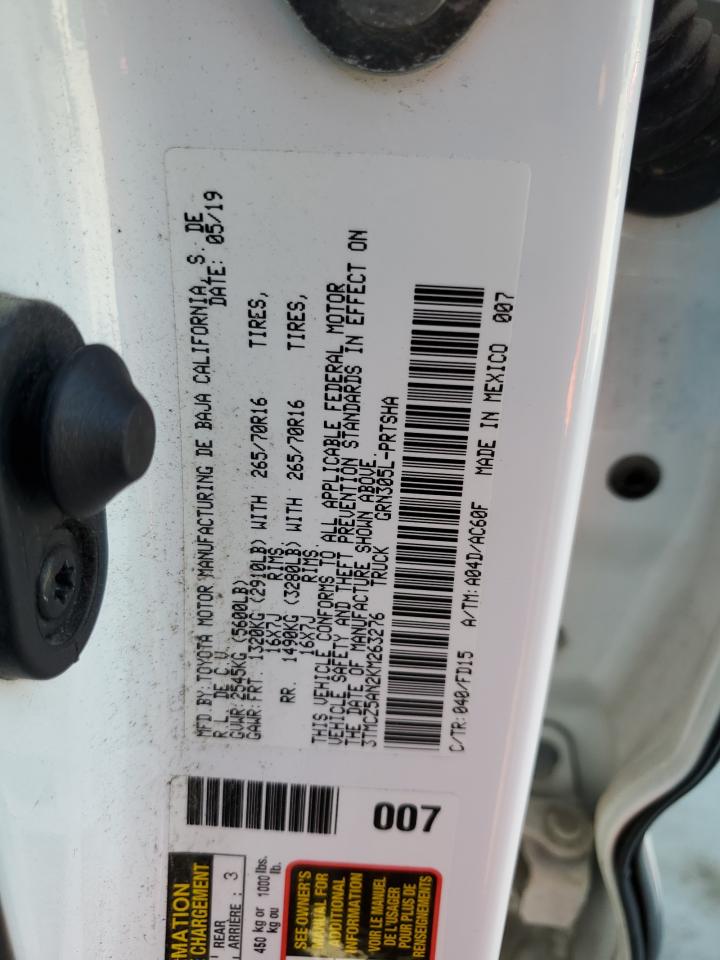 MFD.BY:TOYOTA MOTOR MANUFACTURING DE BAJA CALIFORNIA, S. DE
R.L. DE C.V. DATE: 05/19
GVWR:2545KG(5600LB)
GAWR:FRT 1320KG(2910LB) WITH 265/70R16 TIRES,
16X7J RIMS
RR. 1490KG(3280LB) WITH 265/70R16 TIRES,
16X7J RIMS
THIS VEHICLE CONFORMS TO ALL APPLICABLE FEDERAL MOTOR
VEHICLE SAFETY AND THEFT PREVENTION STANDARDS IN EFFECT ON
THE DATE OF MANUFACTURE SHOWN ABOVE.
3TMCZ5AN2KM263276 TRUCK GRN305L-PRTSHA
C/TR:040/FD15 A/TM:A04D/AC60F MADE IN MEXICO 007
007
CHARGEMENT
REAR
ARRIÈRE : 3
450 kg or 1000 lbs.
kg ou lb.
SEE OWNER'S
MANUAL FOR
ADDITIONAL
INFORMATION
VOIR LE MANUEL
DE L'USAGER
POUR PLUS DE
RENSEIGNEMENTS